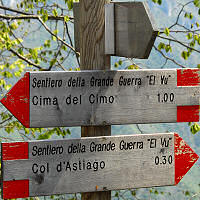 Sentiero della Grande Guerra "El Vu"
Cima del Cimo 1.00
Sentiero della Grande Guerra "El Vu"
Col d'Astiago 0.30